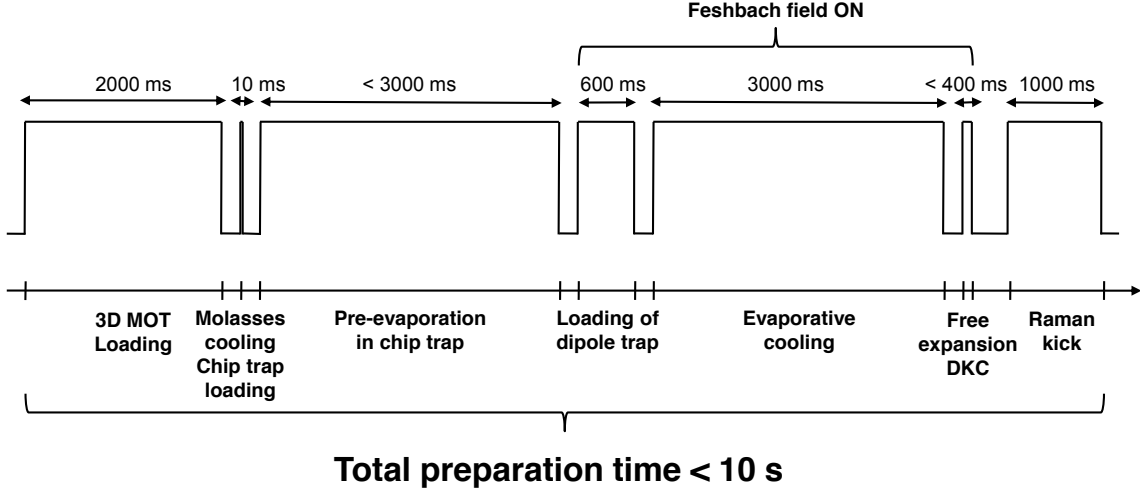 Feshbach field ON
2000 ms
10 ms
< 3000 ms
600 ms
3000 ms
< 400 ms
1000 ms
3D MOT
Loading
Molasses
cooling
Chip trap
loading
Pre-evaporation
in chip trap
Loading of
dipole trap
Evaporative
cooling
Free
expansion
DKC
Raman
kick
Total preparation time < 10 s